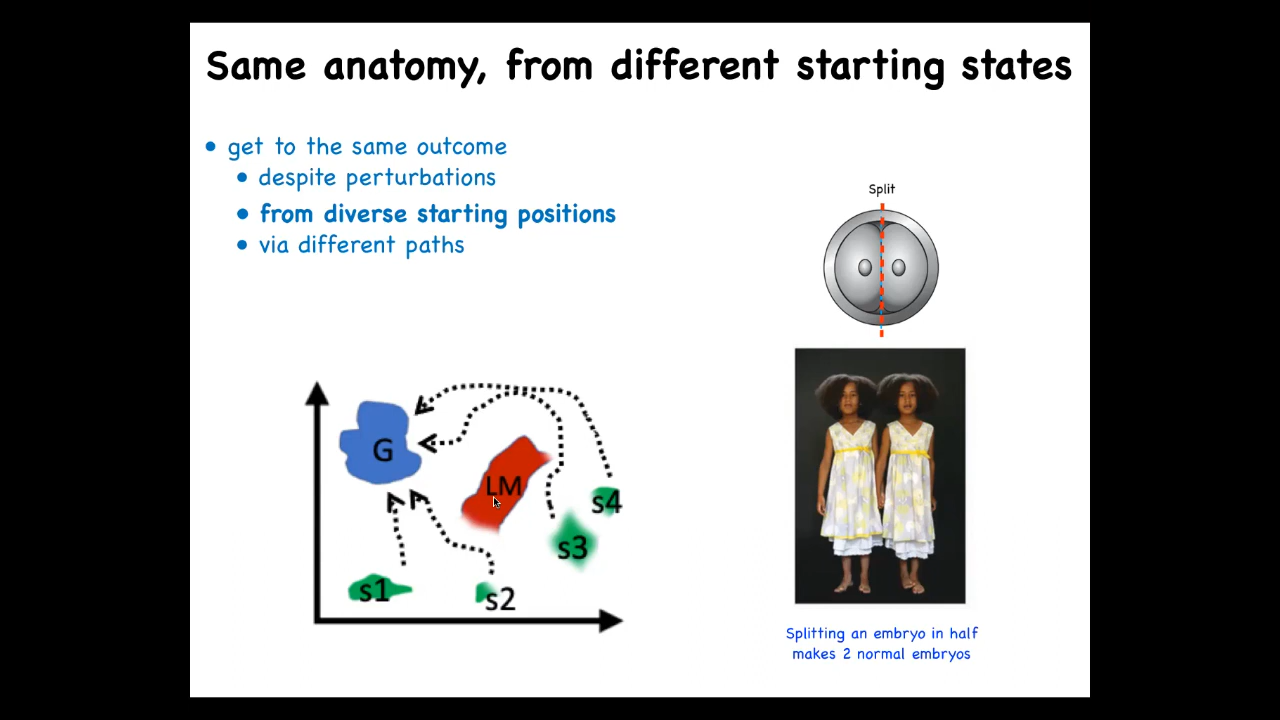 Same anatomy, from different starting states
• get to the same outcome
• despite perturbations
• from diverse starting positions
• via different paths
Split
G
LM
s4
s3
s1
s2
Splitting an embryo in half
makes 2 normal embryos